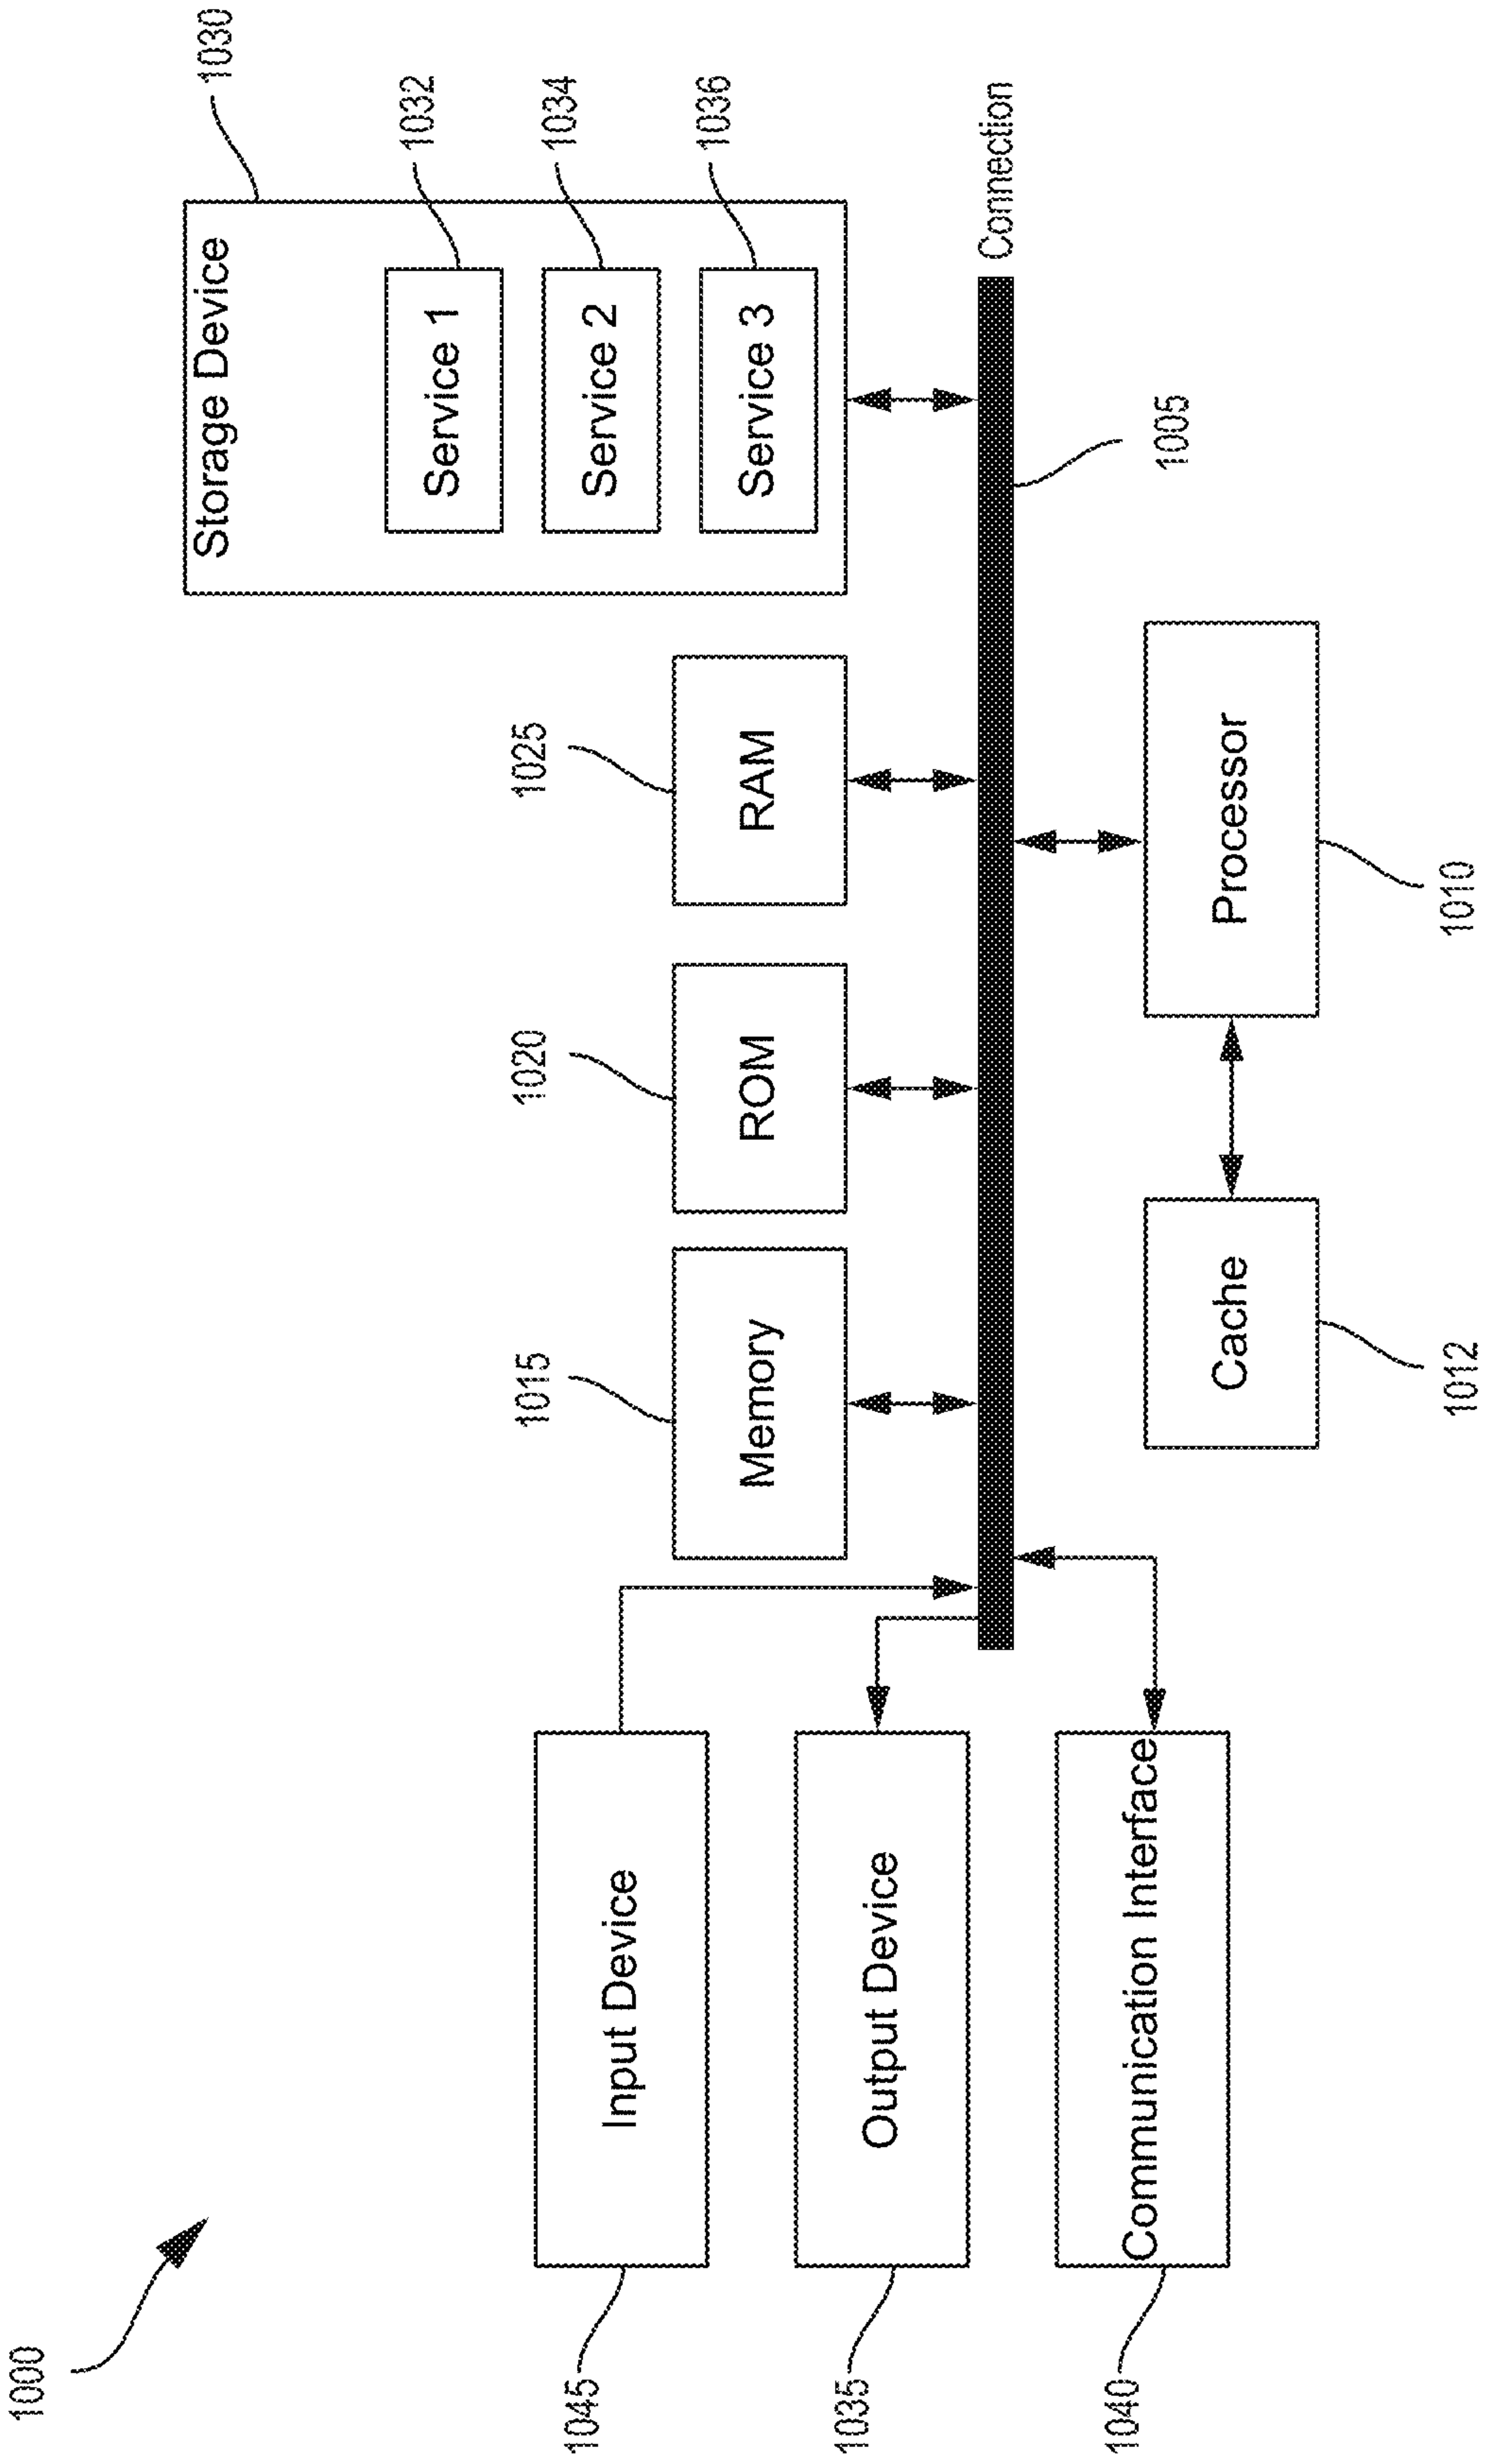 1000
1045
Input Device
1035
Output Device
1040
Communication Interface
1015
Memory
1020
ROM
1025
RAM
Storage Device
1030
Service 1
1032
Service 2
1034
Service 3
1036
Connection
1005
Cache
1012
Processor
1010